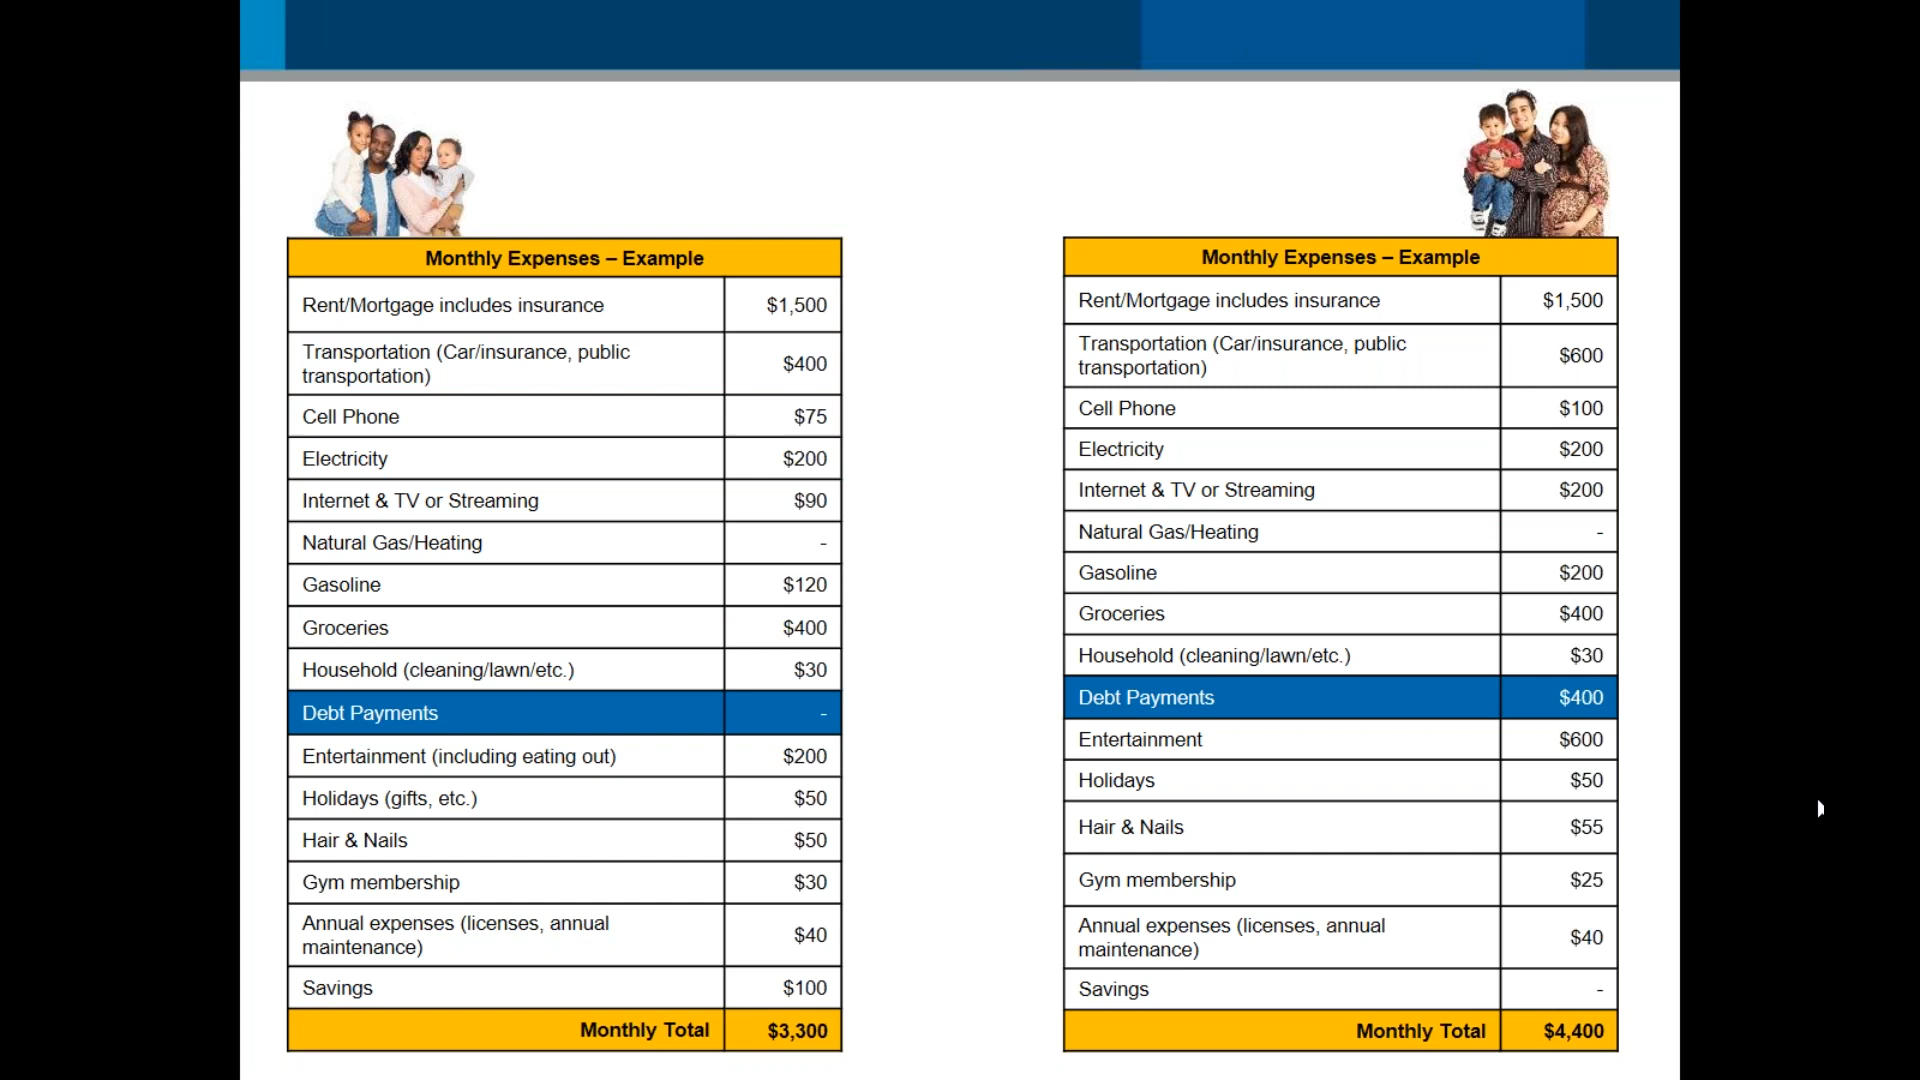 Monthly Expenses – Example
Rent/Mortgage includes insurance $1,500
Transportation (Car/insurance, public
transportation) $400
Cell Phone $75
Electricity $200
Internet & TV or Streaming $90
Natural Gas/Heating -
Gasoline $120
Groceries $400
Household (cleaning/lawn/etc.) $30
Debt Payments -
Entertainment (including eating out) $200
Holidays (gifts, etc.) $50
Hair & Nails $50
Gym membership $30
Annual expenses (licenses, annual
maintenance) $40
Savings $100
Monthly Total $3,300
Monthly Expenses – Example
Rent/Mortgage includes insurance $1,500
Transportation (Car/insurance, public
transportation) $600
Cell Phone $100
Electricity $200
Internet & TV or Streaming $200
Natural Gas/Heating -
Gasoline $200
Groceries $400
Household (cleaning/lawn/etc.) $30
Debt Payments $400
Entertainment $600
Holidays $50
Hair & Nails $55
Gym membership $25
Annual expenses (licenses, annual
maintenance) $40
Savings -
Monthly Total $4,400